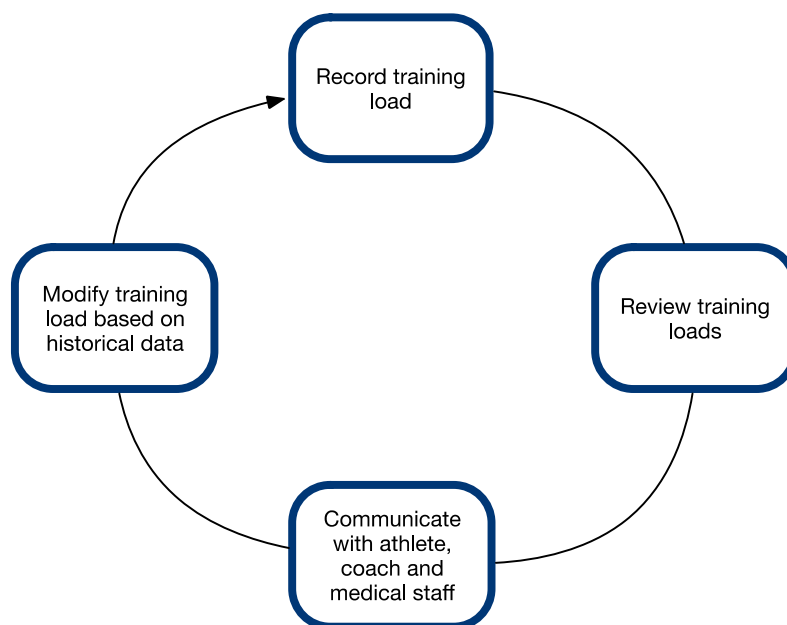 Record training
load
Review training
loads
Communicate
with athlete,
coach and
medical staff
Modify training
load based on
historical data